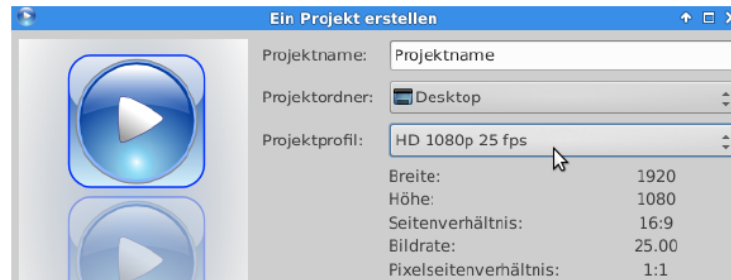 Ein Projekt erstellen
Projektname: Projektname
Projektordner: Desktop
Projektprofil: HD 1080p 25 fps
Breite: 1920
Höhe: 1080
Seitenverhältnis: 16:9
Bildrate: 25.00
Pixelseitenverhältnis: 1:1